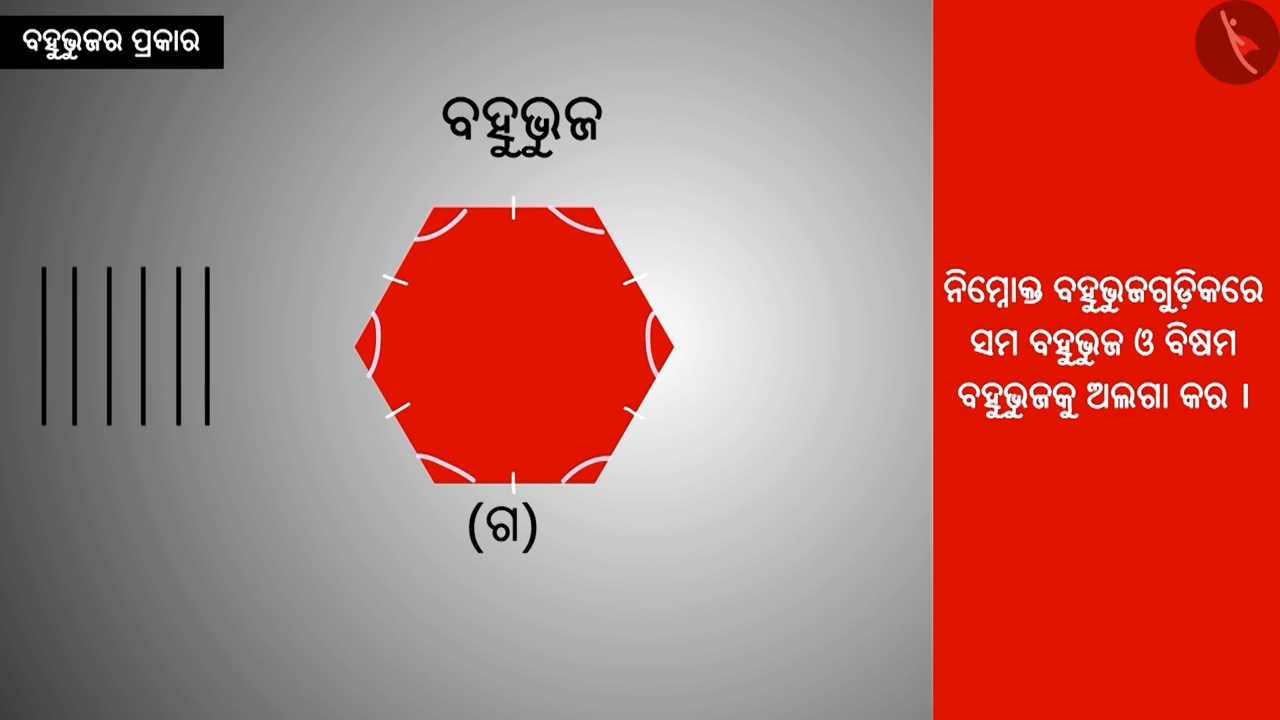 ବହୁଭୁଜର ପ୍ରକାର
ବହୁଭୁଜ
(ଗ)
ନିମ୍ନୋକ୍ତ ବହୁଭୁଜଗୁଡ଼ିକରେ
ସମ ବହୁଭୁଜ ଓ ବିଷମ
ବହୁଭୁଜକୁ ଅଲଗା କର ।